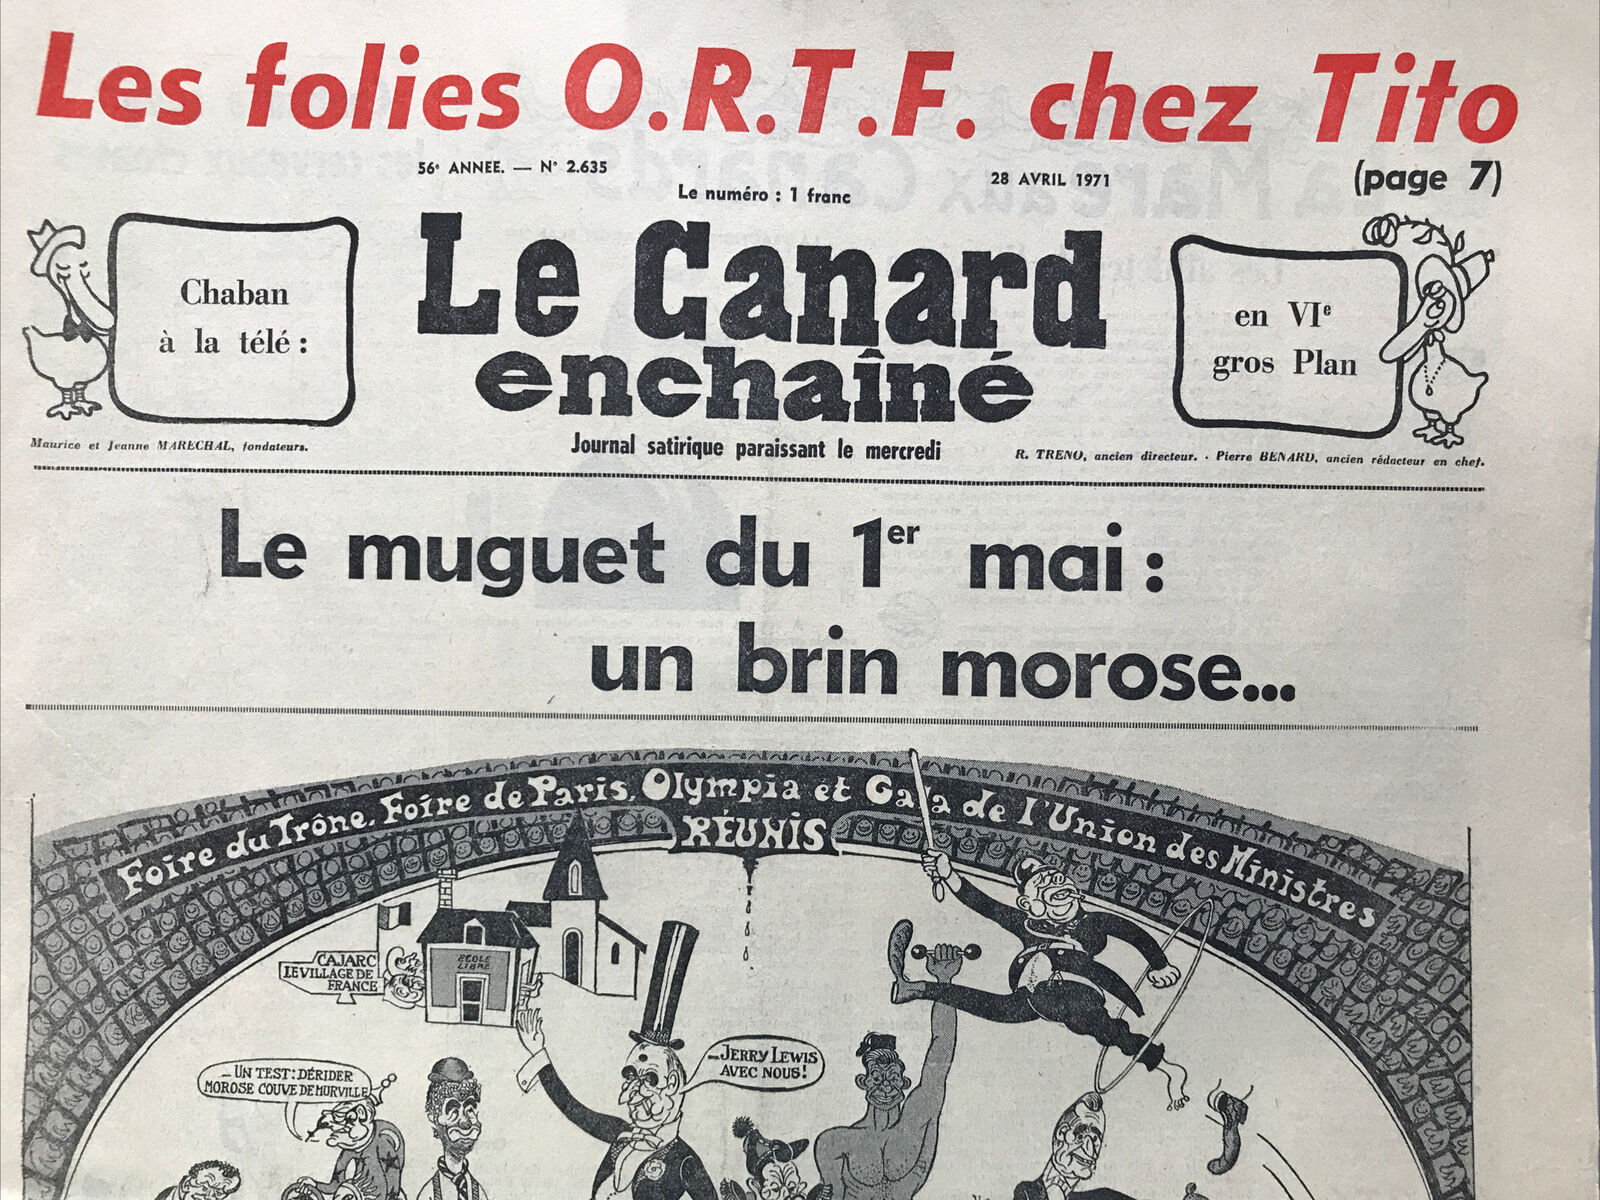 Les folies O.R.T.F. chez Tito
(page 7)
56e ANNEE. — N° 2.635
28 AVRIL 1971
Le numéro : 1 franc
Chaban
à la télé :
Le Canard
enchaîné
en VIe
gros Plan
Maurice et Jeanne MARECHAL, fondateurs.
Journal satirique paraissant le mercredi
R. TRENO, ancien directeur. - Pierre BENARD, ancien rédacteur en chef.
Le muguet du 1er mai :
un brin morose...
Foire du Trône, Foire de Paris, Olympia et Gala de l'Union des Ministres
RÉUNIS
CAJARC
LE VILLAGE DE
FRANCE
ECOLE
LIBRE
— JERRY LEWIS
AVEC NOUS !
— UN TEST : DÉRIDER
MOROSE COUVE DE MURVILLE